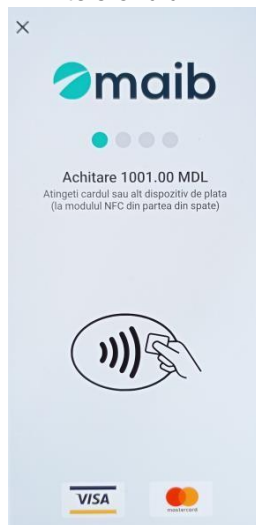 maib
Achitare 1001.00 MDL
Atingeti cardul sau alt dispozitiv de plata
(la modulul NFC din partea din spate)
VISA
mastercard